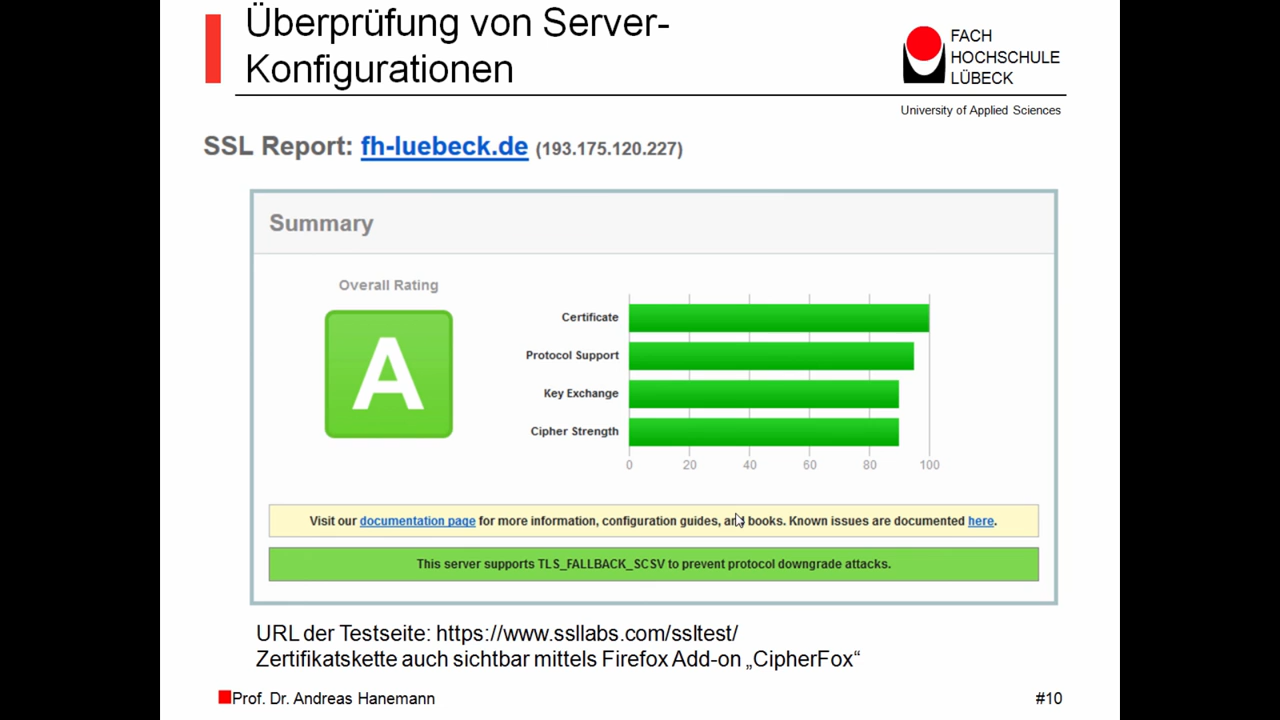 Überprüfung von Server-
Konfigurationen
FACH
HOCHSCHULE
LÜBECK
University of Applied Sciences
SSL Report: fh-luebeck.de (193.175.120.227)
Summary
Overall Rating
A
Certificate
Protocol Support
Key Exchange
Cipher Strength
0 20 40 60 80 100
Visit our documentation page for more information, configuration guides, and books. Known issues are documented here.
This server supports TLS_FALLBACK_SCSV to prevent protocol downgrade attacks.
URL der Testseite: https://www.ssllabs.com/ssltest/
Zertifikatskette auch sichtbar mittels Firefox Add-on „CipherFox“
Prof. Dr. Andreas Hanemann
#10